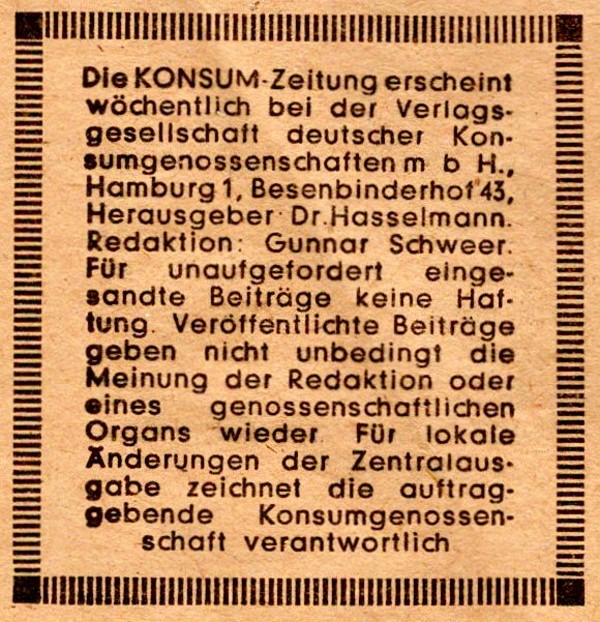 Die KONSUM-Zeitung erscheint
wöchentlich bei der Verlags-
gesellschaft deutscher Kon-
sumgenossenschaften m b H.,
Hamburg 1, Besenbinderhof 43,
Herausgeber Dr. Hasselmann.
Redaktion: Gunnar Schweer.
Für unaufgefordert einge-
sandte Beiträge keine Haf-
tung. Veröffentlichte Beiträge
geben nicht unbedingt die
Meinung der Redaktion oder
eines genossenschaftlichen
Organs wieder. Für lokale
Änderungen der Zentralaus-
gabe zeichnet die auftrag-
gebende Konsumgenossen-
schaft verantwortlich